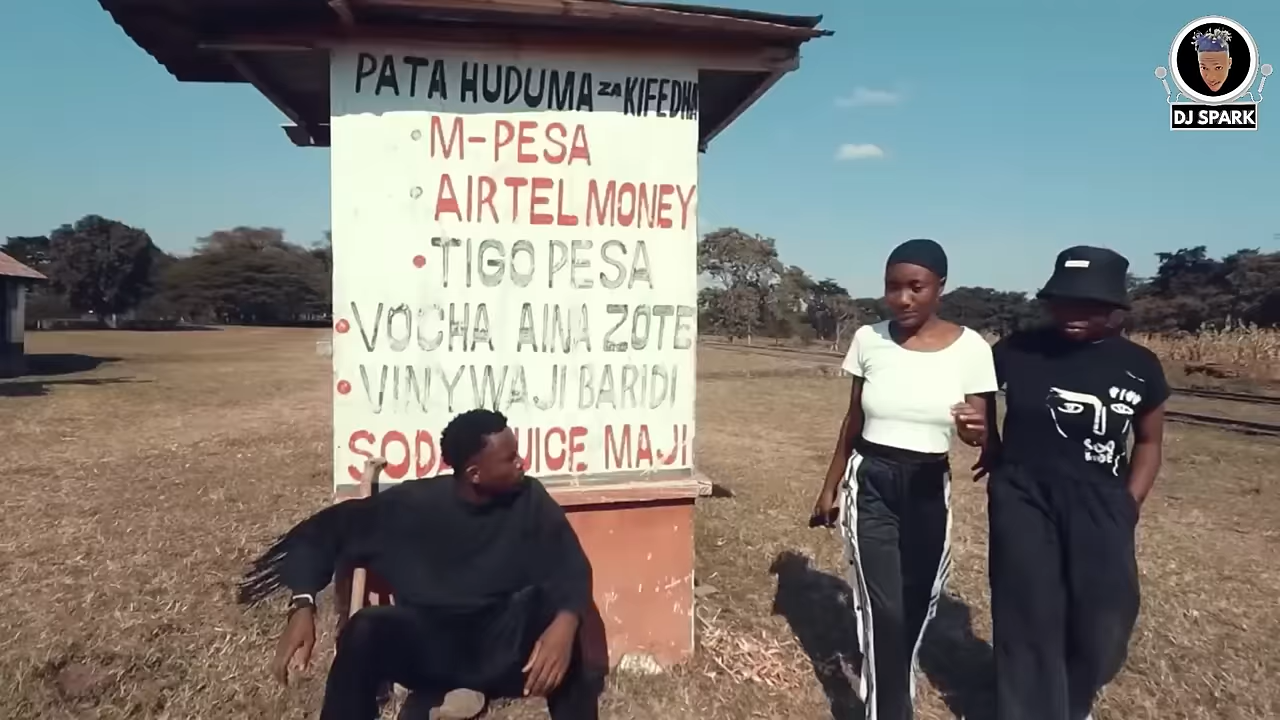 PATA HUDUMA ZA KIFEDHA
M-PESA
AIRTEL MONEY
TIGO PESA
VOCHA AINA ZOTE
VINYWAJI BARIDI
SODA JUICE MAJI
DJ SPARK